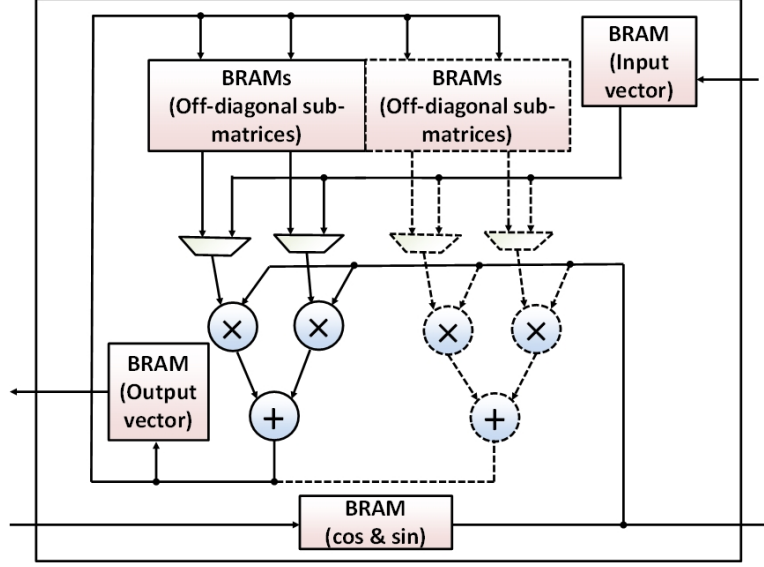 BRAMs
(Off-diagonal sub-
matrices)
BRAMs
(Off-diagonal sub-
matrices)
BRAM
(Input
vector)
×
×
×
×
BRAM
(Output
vector)
+
+
BRAM
(cos & sin)